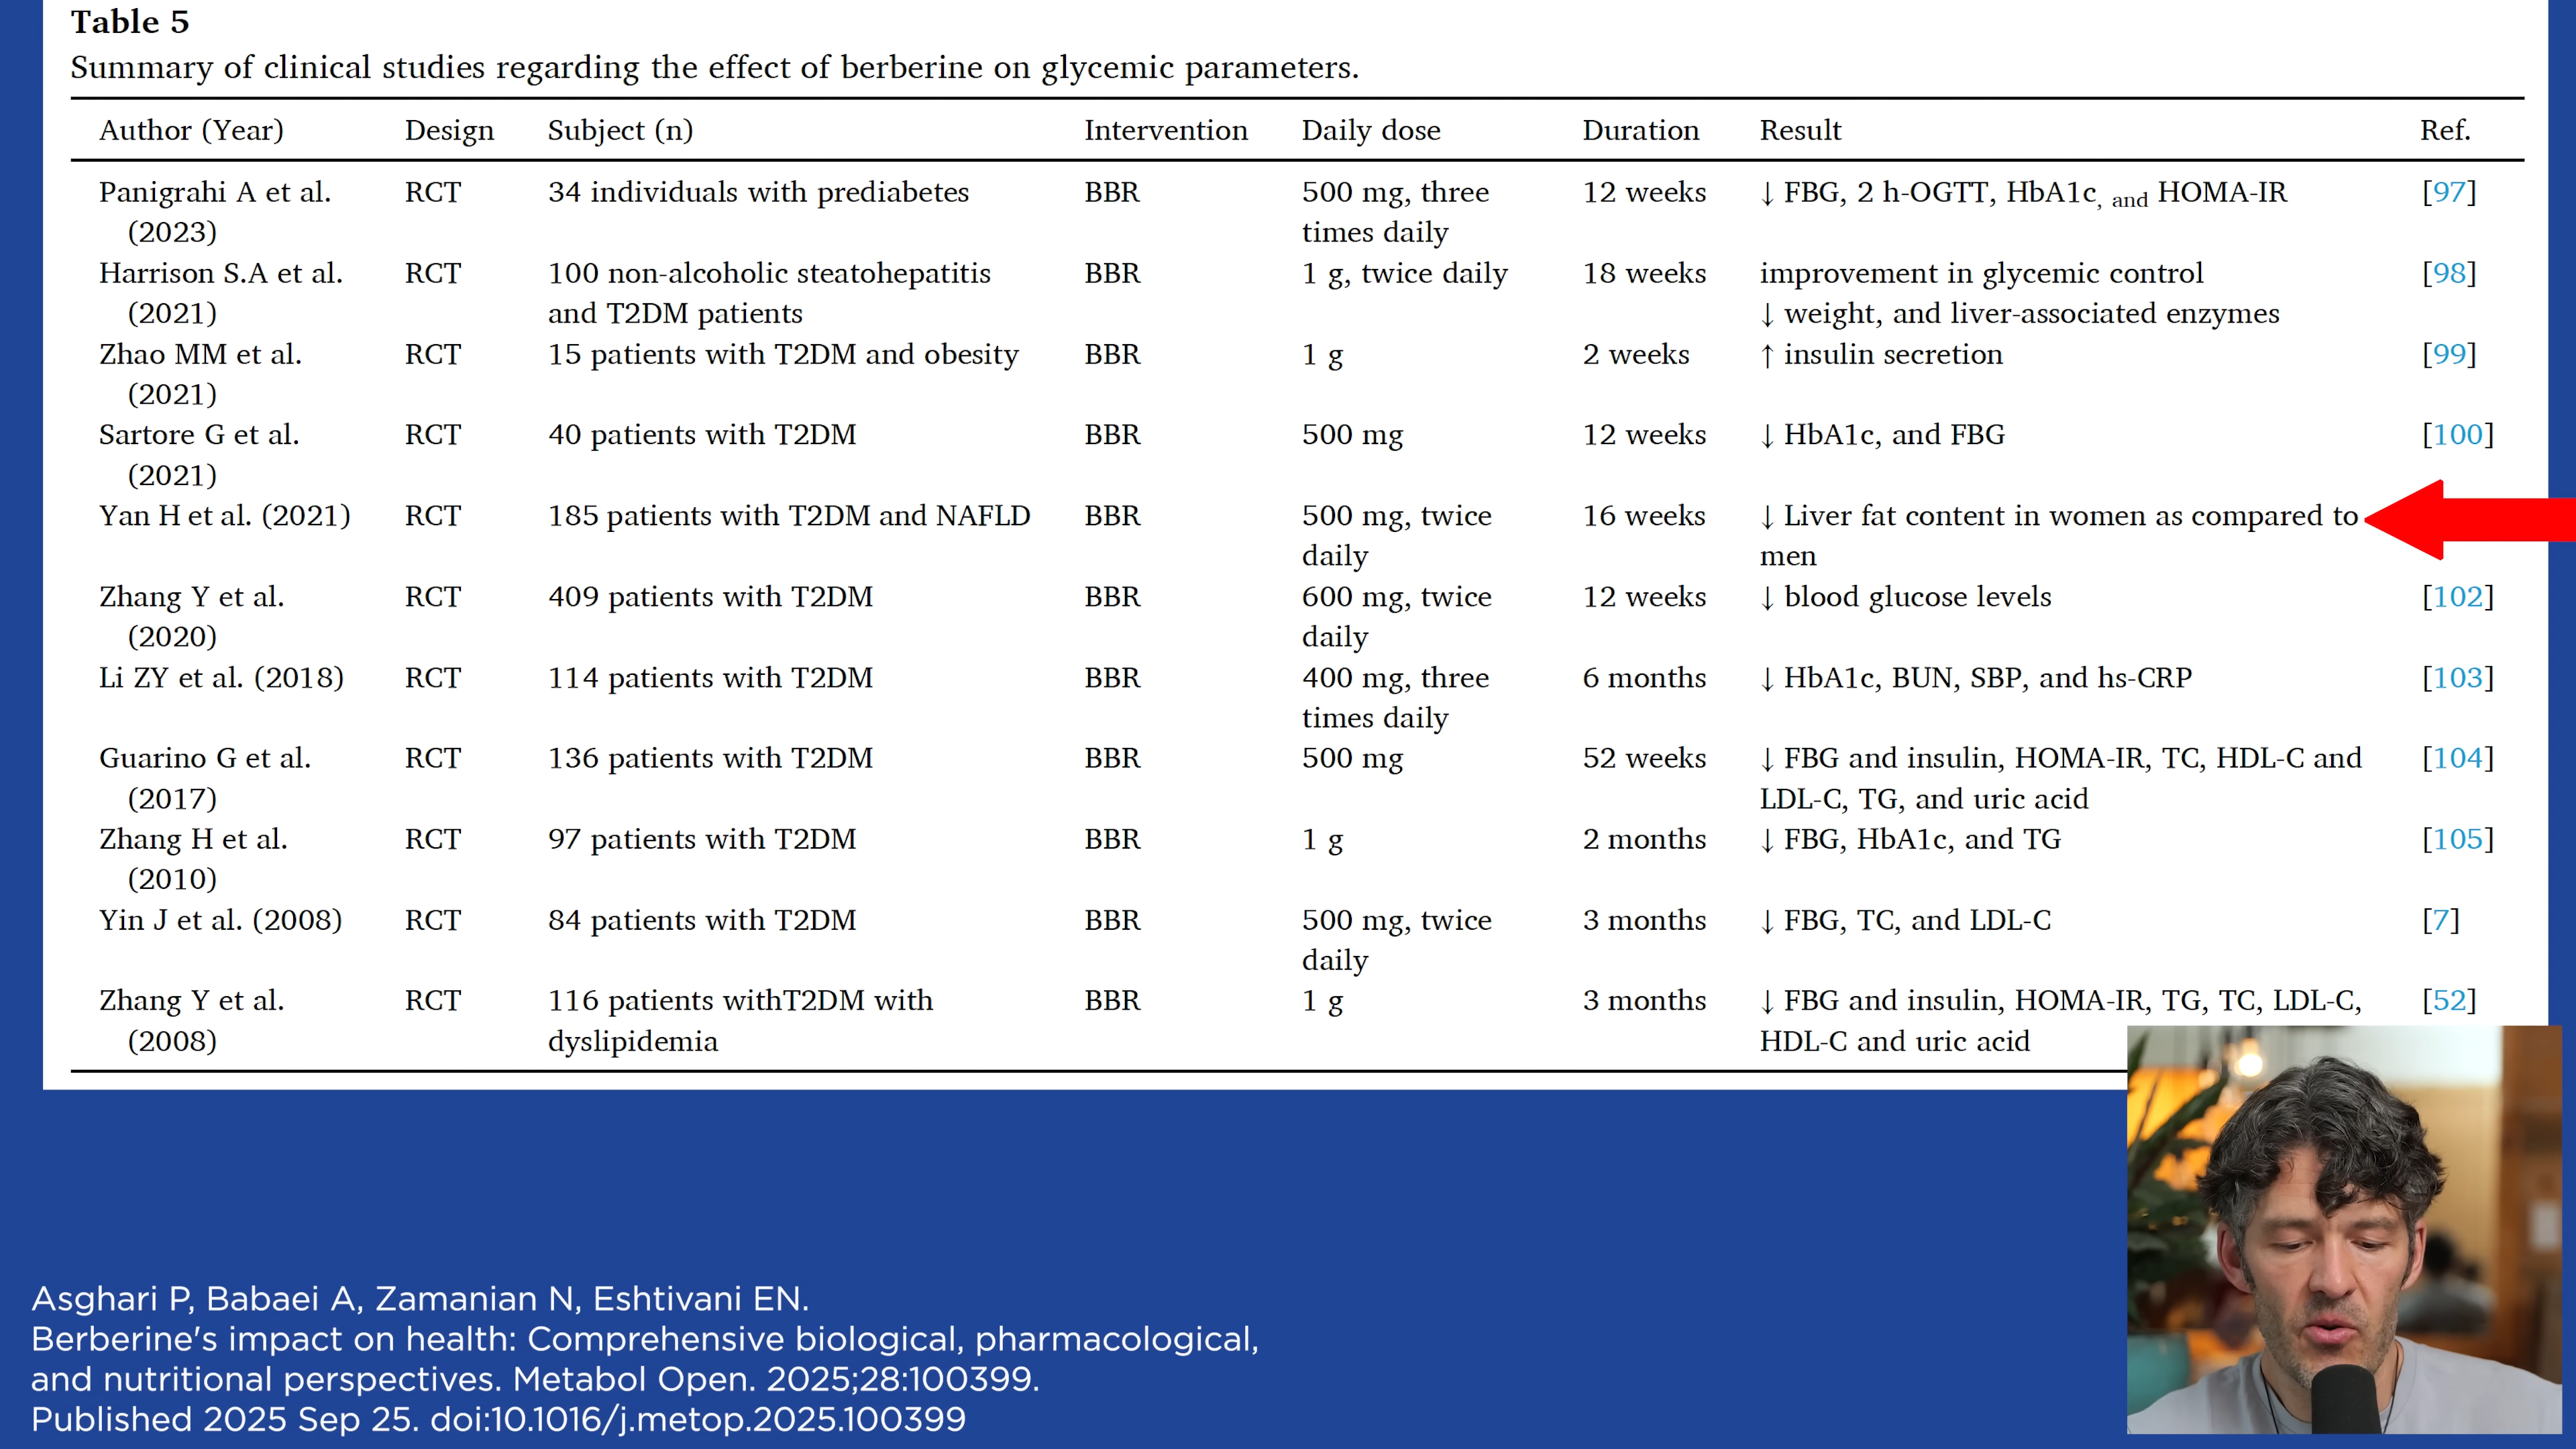 Table 5
Summary of clinical studies regarding the effect of berberine on glycemic parameters.
Author (Year) Design Subject (n) Intervention Daily dose Duration Result Ref.
Panigrahi A et al. RCT 34 individuals with prediabetes BBR 500 mg, three 12 weeks ↓ FBG, 2 h-OGTT, HbA1c, and HOMA-IR [97]
(2023) times daily
Harrison S.A et al. RCT 100 non-alcoholic steatohepatitis BBR 1 g, twice daily 18 weeks improvement in glycemic control [98]
(2021) and T2DM patients ↓ weight, and liver-associated enzymes
Zhao MM et al. RCT 15 patients with T2DM and obesity BBR 1 g 2 weeks ↑ insulin secretion [99]
(2021)
Sartore G et al. RCT 40 patients with T2DM BBR 500 mg 12 weeks ↓ HbA1c, and FBG [100]
(2021)
Yan H et al. (2021) RCT 185 patients with T2DM and NAFLD BBR 500 mg, twice 16 weeks ↓ Liver fat content in women as compared to
daily men
Zhang Y et al. RCT 409 patients with T2DM BBR 600 mg, twice 12 weeks ↓ blood glucose levels [102]
(2020) daily
Li ZY et al. (2018) RCT 114 patients with T2DM BBR 400 mg, three 6 months ↓ HbA1c, BUN, SBP, and hs-CRP [103]
times daily
Guarino G et al. RCT 136 patients with T2DM BBR 500 mg 52 weeks ↓ FBG and insulin, HOMA-IR, TC, HDL-C and [104]
(2017) LDL-C, TG, and uric acid
Zhang H et al. RCT 97 patients with T2DM BBR 1 g 2 months ↓ FBG, HbA1c, and TG [105]
(2010)
Yin J et al. (2008) RCT 84 patients with T2DM BBR 500 mg, twice 3 months ↓ FBG, TC, and LDL-C [7]
daily
Zhang Y et al. RCT 116 patients withT2DM with BBR 1 g 3 months ↓ FBG and insulin, HOMA-IR, TG, TC, LDL-C, [52]
(2008) dyslipidemia HDL-C and uric acid
Asghari P, Babaei A, Zamanian N, Eshtivani EN.
Berberine's impact on health: Comprehensive biological, pharmacological,
and nutritional perspectives. Metabol Open. 2025;28:100399.
Published 2025 Sep 25. doi:10.1016/j.metop.2025.100399